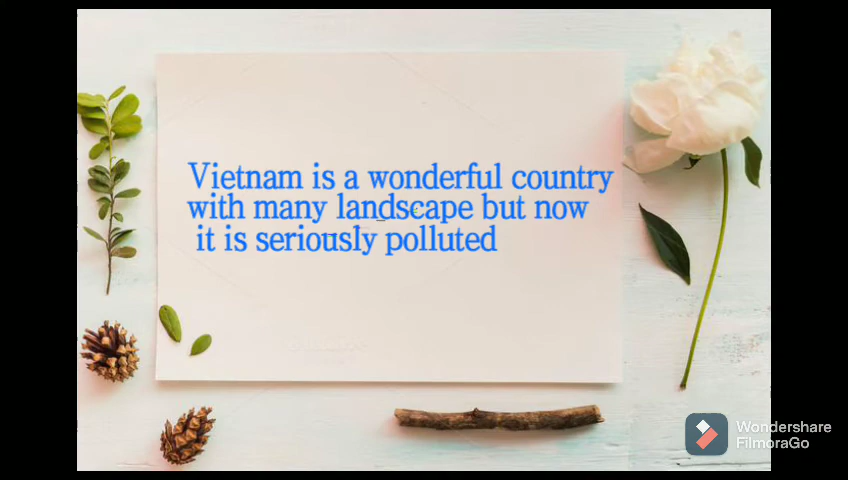 Vietnam is a wonderful country
with many landscape but now
it is seriously polluted
Wondershare
FilmoraGo